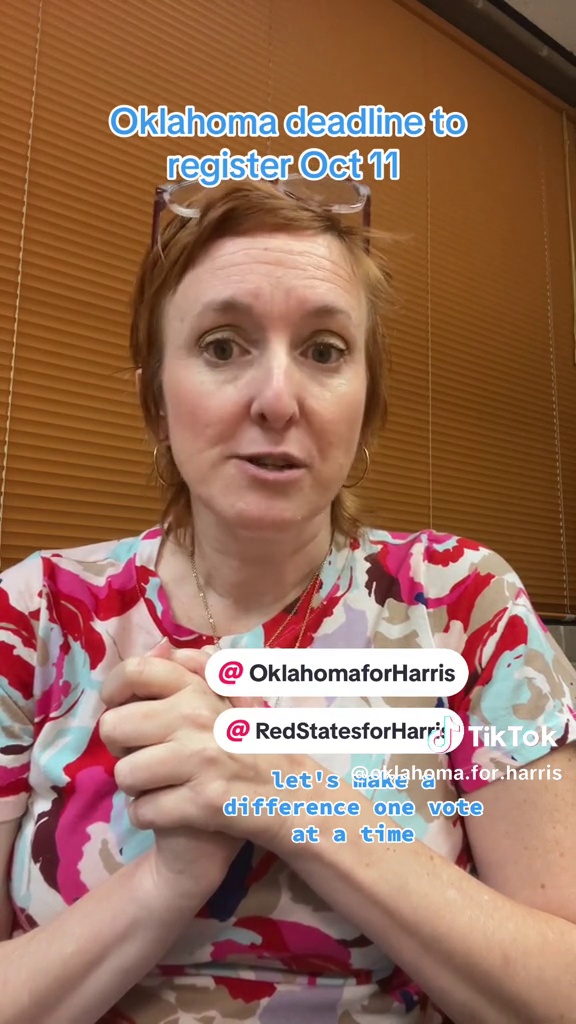 Oklahoma deadline to
register Oct 11
@ OklahomaforHarris
@ RedStatesforHarris
TikTok
@oklahoma.for.harris
let's make a
difference one vote
at a time